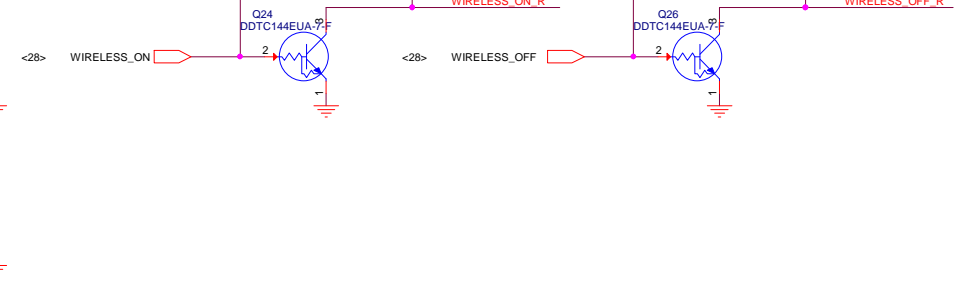 WIRELESS_ON_R
WIRELESS_OFF_R
Q24
DDTC144EUA-7-F
3
Q26
DDTC144EUA-7-F
3
<28>
WIRELESS_ON
2
<28>
WIRELESS_OFF
2
1
1